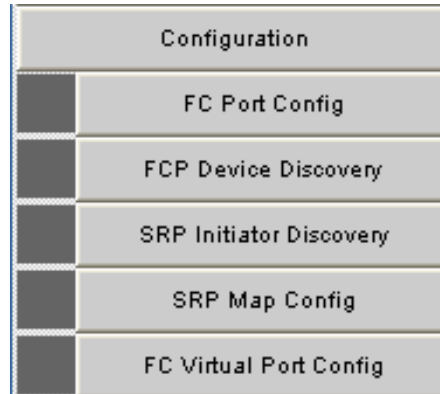 Configuration
FC Port Config
FCP Device Discovery
SRP Initiator Discovery
SRP Map Config
FC Virtual Port Config